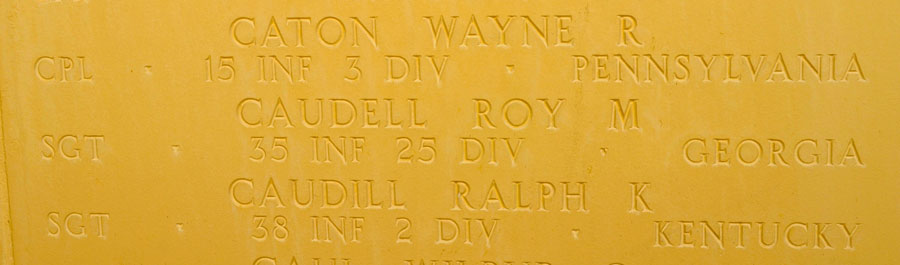 CATON WAYNE R
CPL · 15 INF 3 DIV · PENNSYLVANIA
CAUDELL ROY M
SGT · 35 INF 25 DIV · GEORGIA
CAUDILL RALPH K
SGT · 38 INF 2 DIV · KENTUCKY